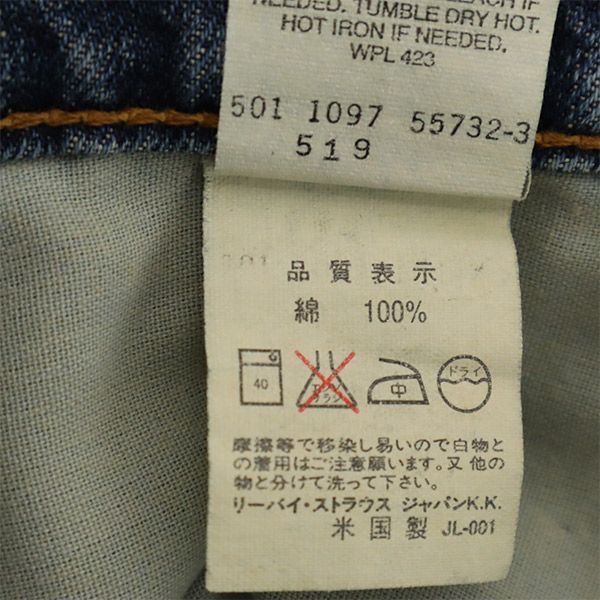 NEEDED. TUMBLE DRY HOT.
HOT IRON IF NEEDED.
WPL 423
501 1097 55732-3
519
品質表示
綿 100%
40
中
ドライ
摩擦等で移染し易いので白物と
の着用はご注意願います。又他の
物と分けて洗って下さい。
リーバイ・ストラウス ジャパンK.K.
米国製 JL-001